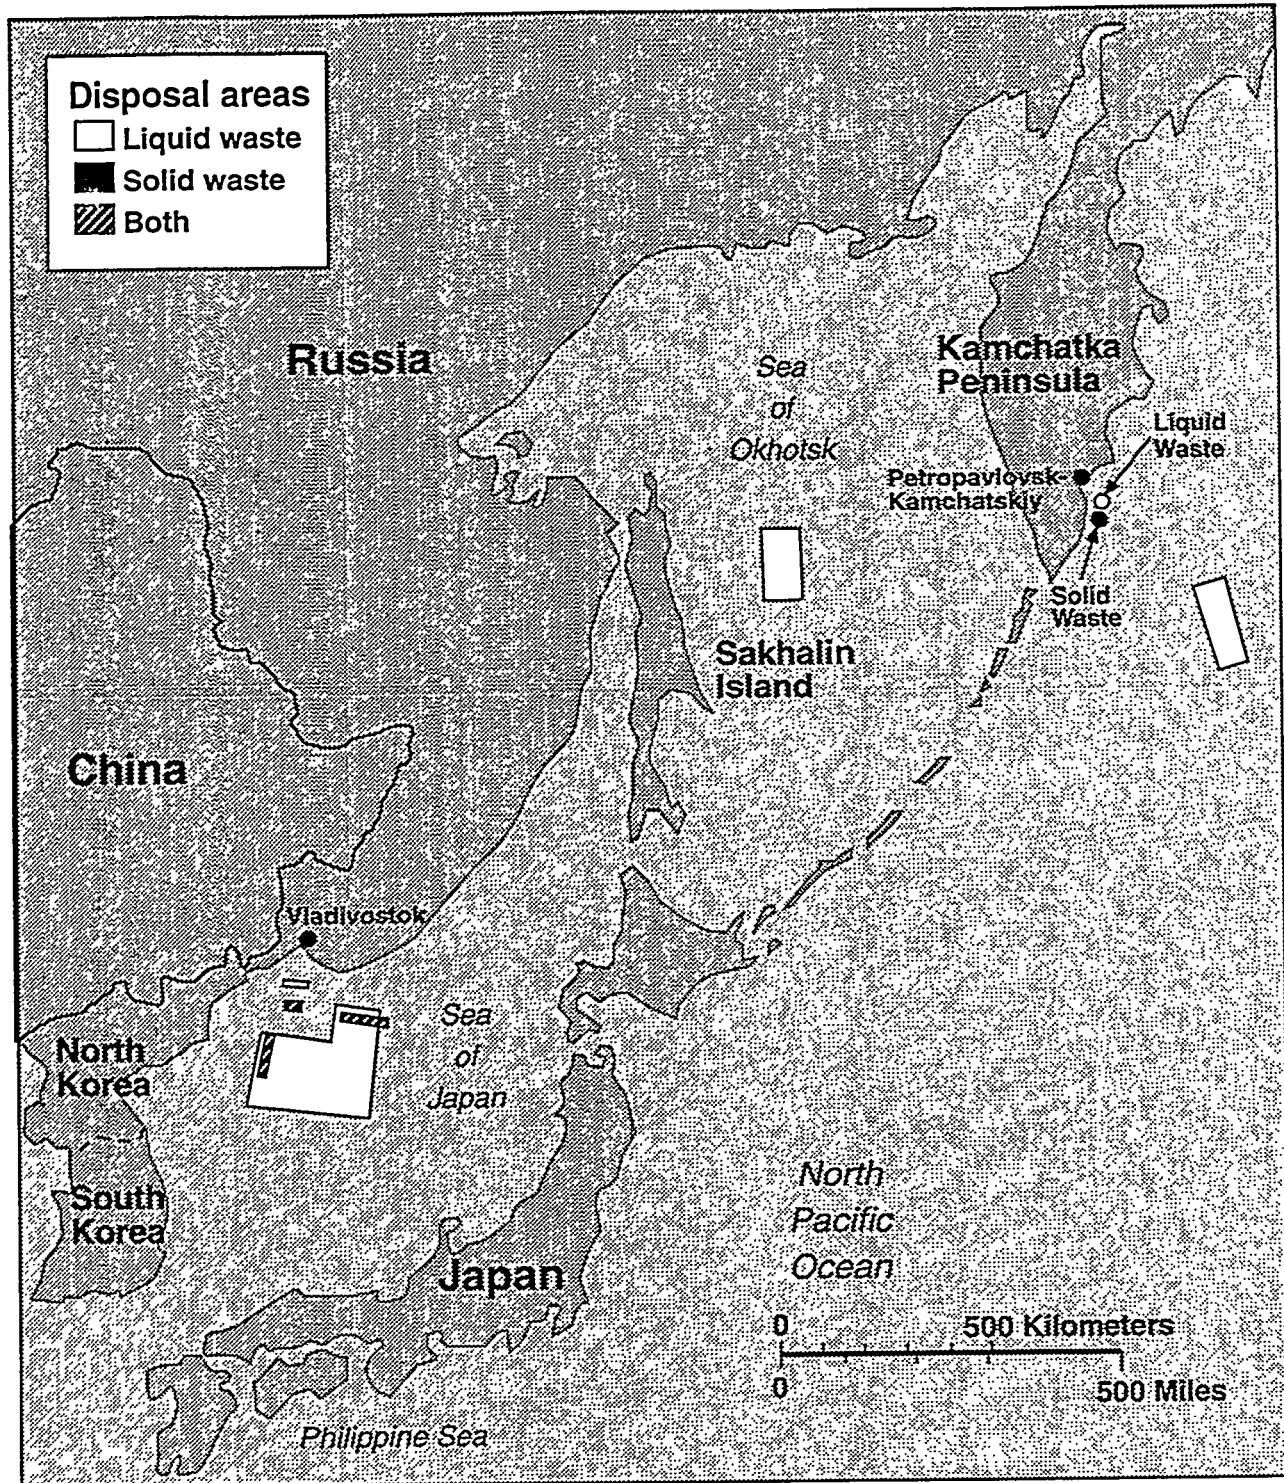 Disposal areas
Liquid waste
Solid waste
Both
Russia
Sea
of
Okhotsk
Kamchatka
Peninsula
Liquid
Waste
Petropavlovsk-
Kamchatskiy
Solid
Waste
Sakhalin
Island
China
Vladivostok
Sea
of
Japan
North
Korea
South
Korea
Japan
North
Pacific
Ocean
0 500 Kilometers
0 500 Miles
Philippine Sea